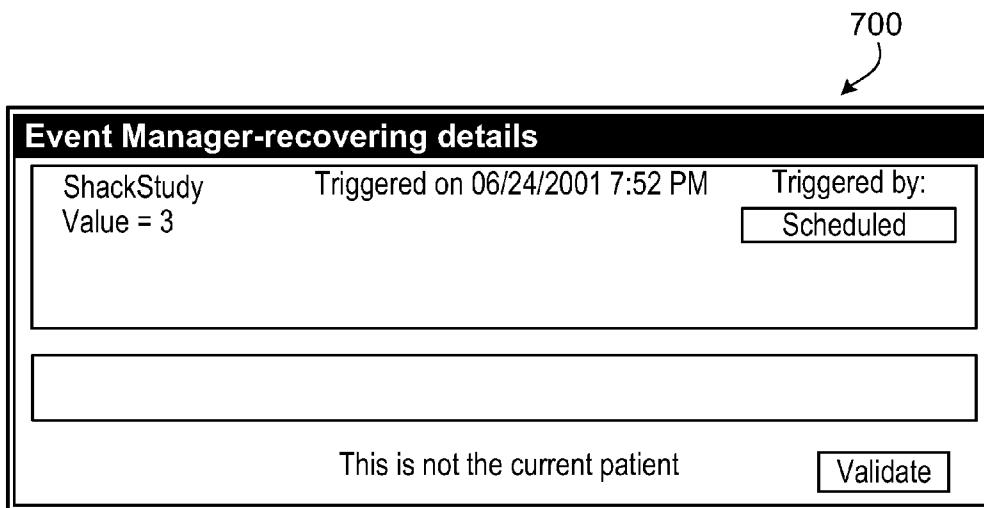 700
Event Manager-recovering details
ShackStudy Triggered on 06/24/2001 7:52 PM Triggered by:
Value = 3 Scheduled
This is not the current patient Validate